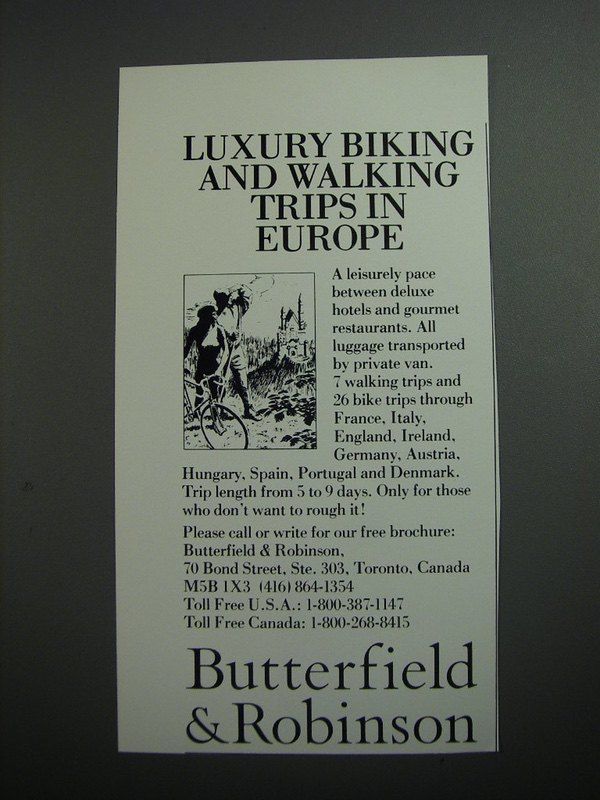 LUXURY BIKING
AND WALKING
TRIPS IN
EUROPE
A leisurely pace
between deluxe
hotels and gourmet
restaurants. All
luggage transported
by private van.
7 walking trips and
26 bike trips through
France, Italy,
England, Ireland,
Germany, Austria,
Hungary, Spain, Portugal and Denmark.
Trip length from 5 to 9 days. Only for those
who don't want to rough it!
Please call or write for our free brochure:
Butterfield & Robinson,
70 Bond Street, Ste. 303, Toronto, Canada
M5B 1X3 (416) 864-1354
Toll Free U.S.A.: 1-800-387-1147
Toll Free Canada: 1-800-268-8415
Butterfield
& Robinson